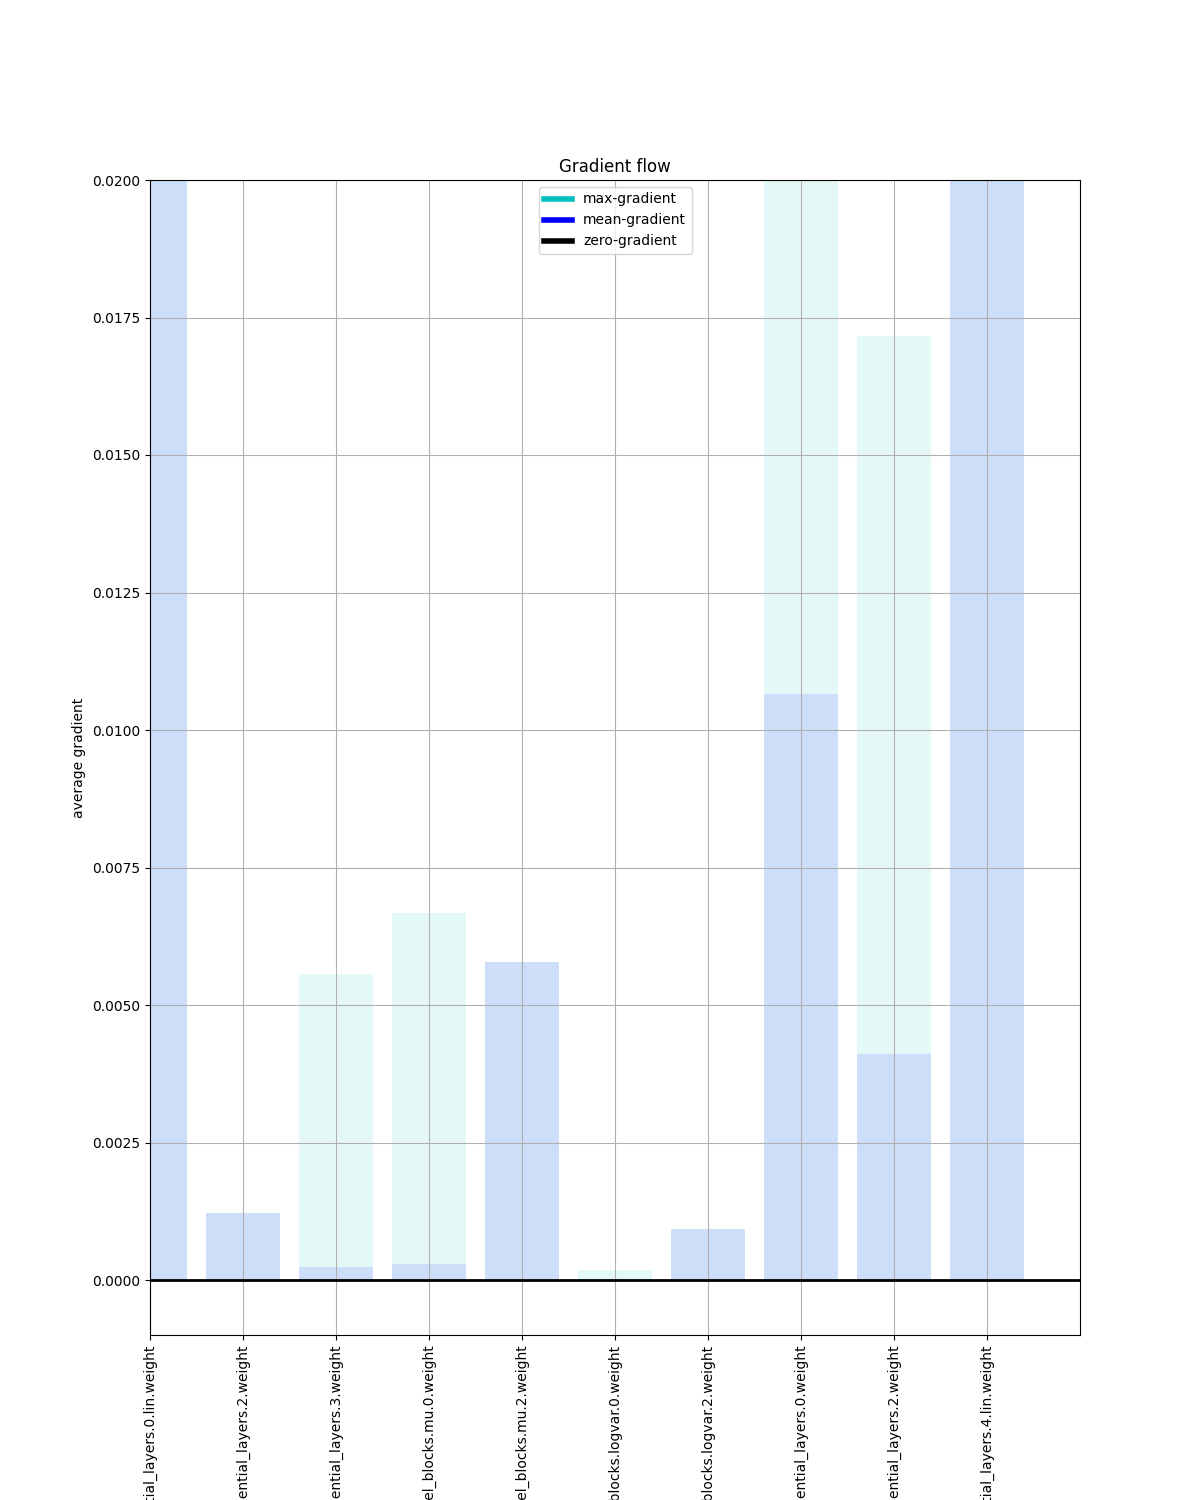 Gradient flow
max-gradient
mean-gradient
zero-gradient
0.0200
0.0175
0.0150
0.0125
0.0100
0.0075
0.0050
0.0025
0.0000
average gradient
tial_layers.0.lin.weight
ential_layers.2.weight
ential_layers.3.weight
el_blocks.mu.0.weight
el_blocks.mu.2.weight
blocks.logvar.0.weight
blocks.logvar.2.weight
ential_layers.0.weight
ential_layers.2.weight
tial_layers.4.lin.weight